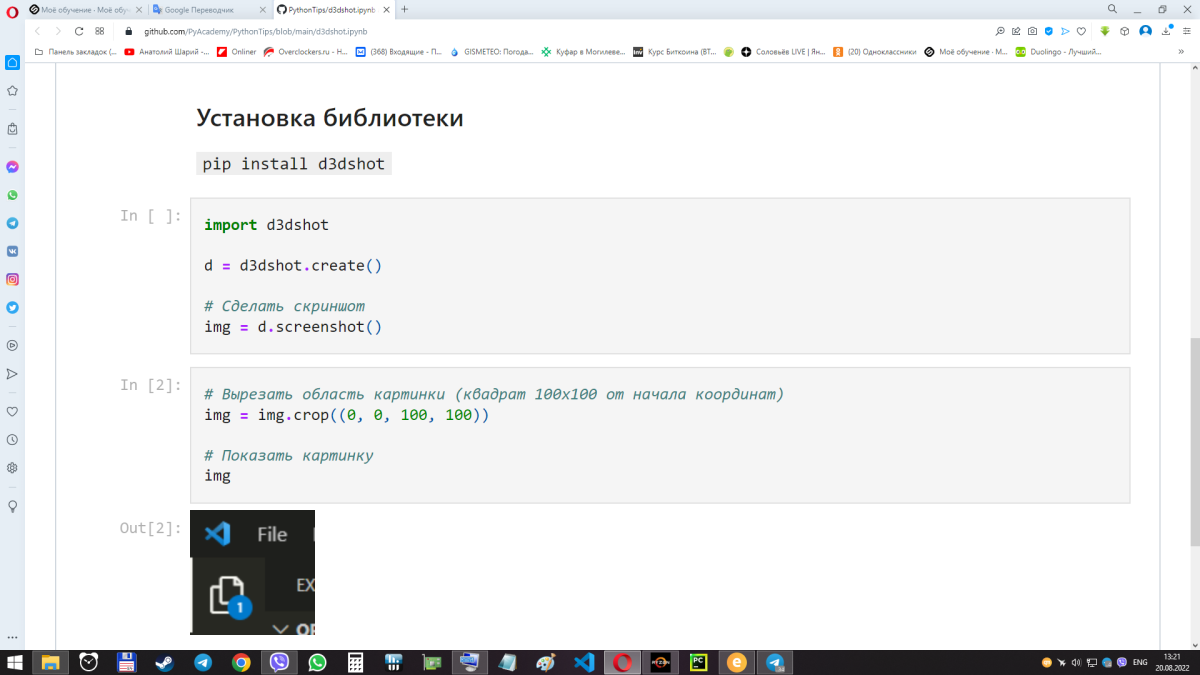 Моё обучение - Моё обу
Google Переводчик
PythonTips/d3dshot.ipynb
github.com/PyAcademy/PythonTips/blob/main/d3dshot.ipynb
Панель закладок (...
Анатолий Шарий -...
Onliner
Overclockers.ru - Н...
(368) Входящие - П...
GISMETEO: Погода...
Куфар в Могилеве...
Курс Биткоина (BT...
Соловьёв LIVE | Ян...
(20) Одноклассники
Моё обучение - М...
Duolingo - Лучший...
Установка библиотеки
pip install d3dshot
In [ ]:
import d3dshot
d = d3dshot.create()
# Сделать скриншот
img = d.screenshot()
In [2]:
# Вырезать область картинки (квадрат 100x100 от начала координат)
img = img.crop((0, 0, 100, 100))
# Показать картинку
img
Out[2]:
File
EX
1
OP
RYZEN
PC
ENG
13:21
20.08.2022